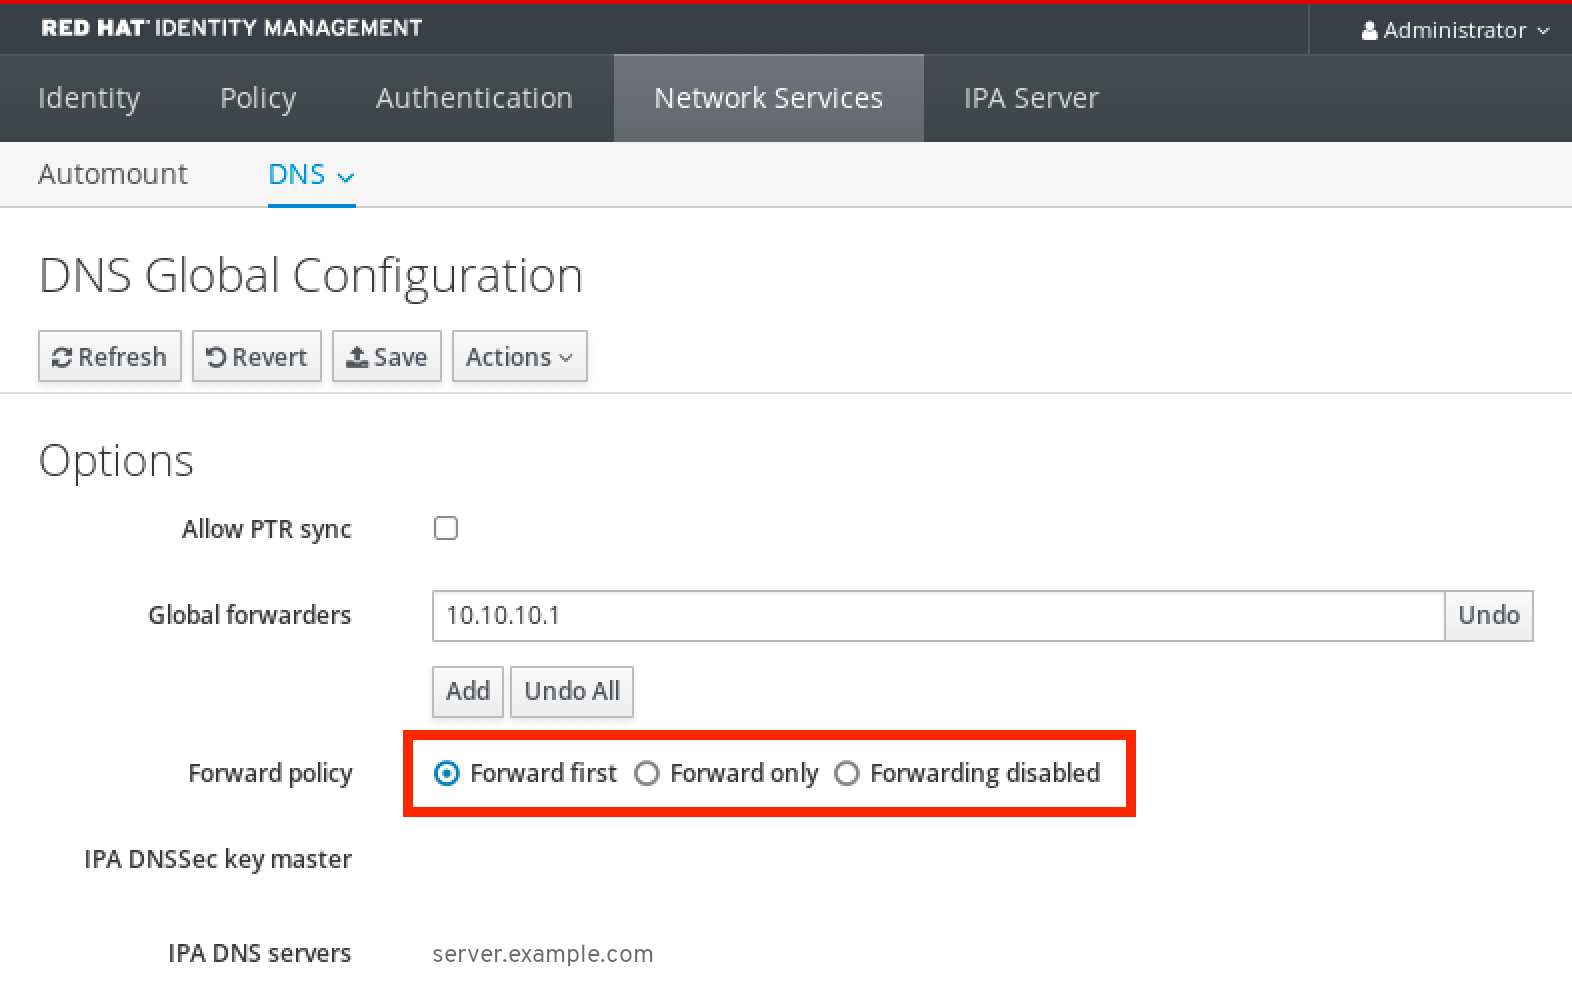 RED HAT IDENTITY MANAGEMENT Administrator
Identity Policy Authentication Network Services IPA Server
Automount DNS
DNS Global Configuration
Refresh Revert Save Actions
Options
Allow PTR sync
Global forwarders 10.10.10.1 Undo
Add Undo All
Forward policy Forward first Forward only Forwarding disabled
IPA DNSSec key master
IPA DNS servers server.example.com